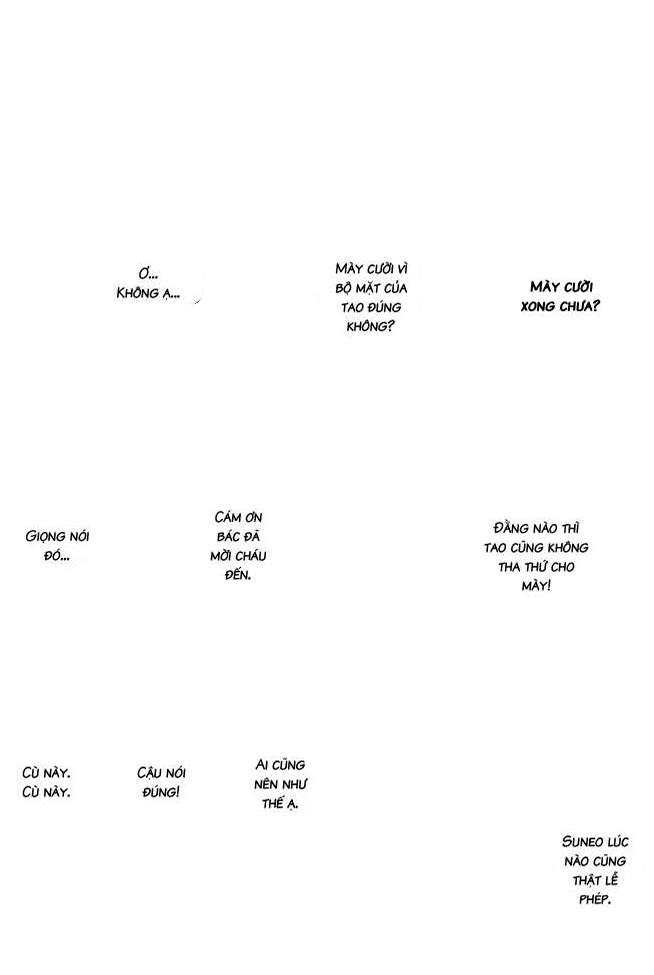 Mày cười
xong chưa?
Mày cười vì
bộ mặt của
tao đúng
không?
Ơ...
Không ạ...
Đằng nào thì
tao cũng không
tha thứ cho
mày!
Cám ơn
bác đã
mời cháu
đến.
Giọng nói
đó...
Suneo lúc
nào cũng
thật lễ
phép.
Ai cũng
nên như
thế ạ.
Cậu nói
đúng!
Cù này.
Cù này.